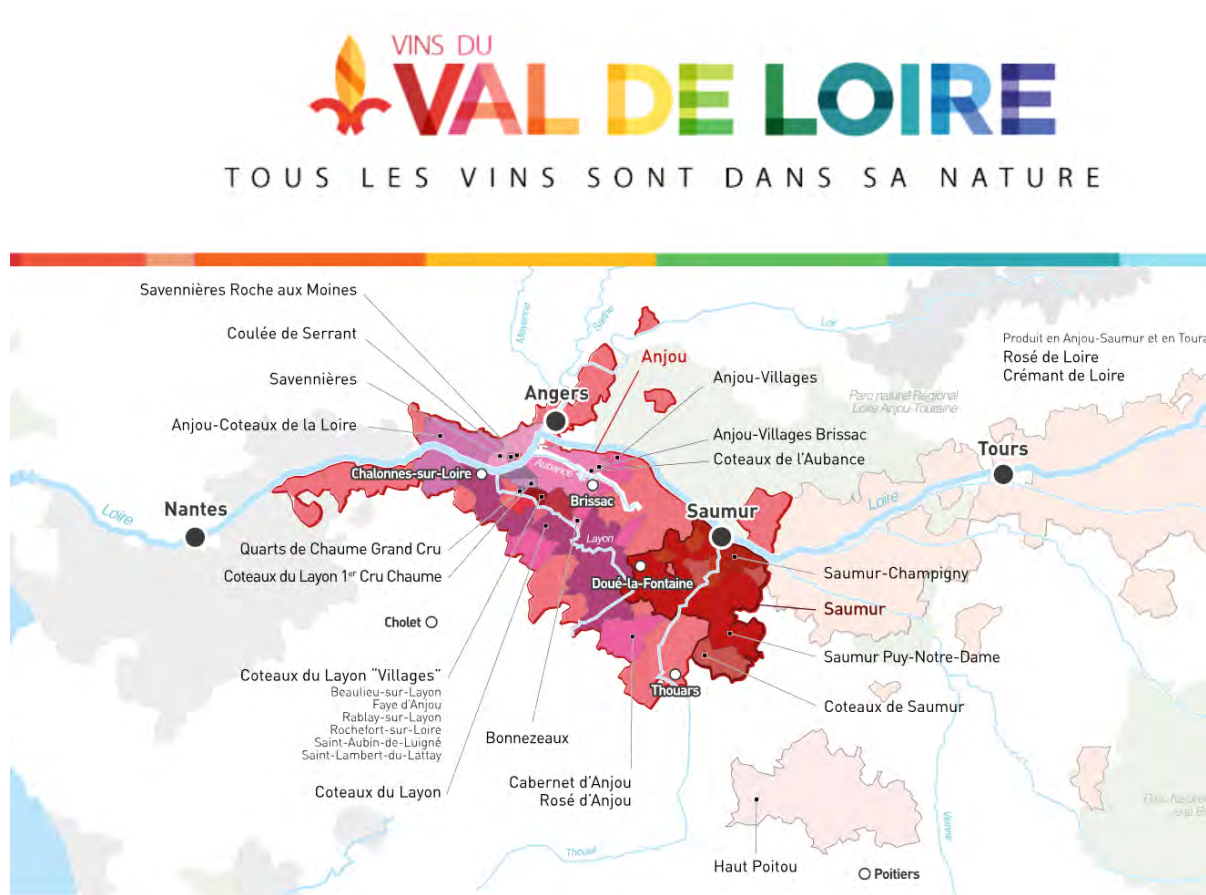 VINS DU
VAL DE LOIRE
TOUS LES VINS SONT DANS SA NATURE
Savennières Roche aux Moines
Coulée de Serrant
Savennières
Anjou-Coteaux de la Loire
Mayenne
Sarthe
Loir
Anjou
Angers
Anjou-Villages
Produit en Anjou-Saumur et en Toura
Rosé de Loire
Crémant de Loire
Parc naturel Régional
Loire Anjou-Touraine
Anjou-Villages Brissac
Coteaux de l'Aubance
Tours
Chalonnes-sur-Loire
Aubance
Brissac
Loire
Nantes
Loire
Saumur
Quarts de Chaume Grand Cru
Layon
Coteaux du Layon 1er Cru Chaume
Doué-la-Fontaine
Saumur-Champigny
Saumur
Cholet
Saumur Puy-Notre-Dame
Coteaux du Layon "Villages"
Beaulieu-sur-Layon
Faye d'Anjou
Rablay-sur-Layon
Rochefort-sur-Loire
Saint-Aubin-de-Luigné
Saint-Lambert-du-Lattay
Thouars
Coteaux de Saumur
Bonnezeaux
Coteaux du Layon
Cabernet d'Anjou
Rosé d'Anjou
Vienne
Thouet
Haut Poitou
Poitiers